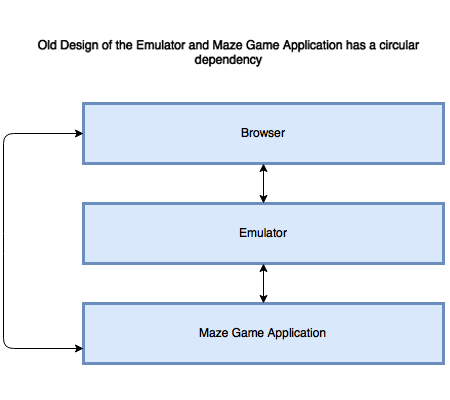 Old Design of the Emulator and Maze Game Application has a circular
dependency
Browser
Emulator
Maze Game Application